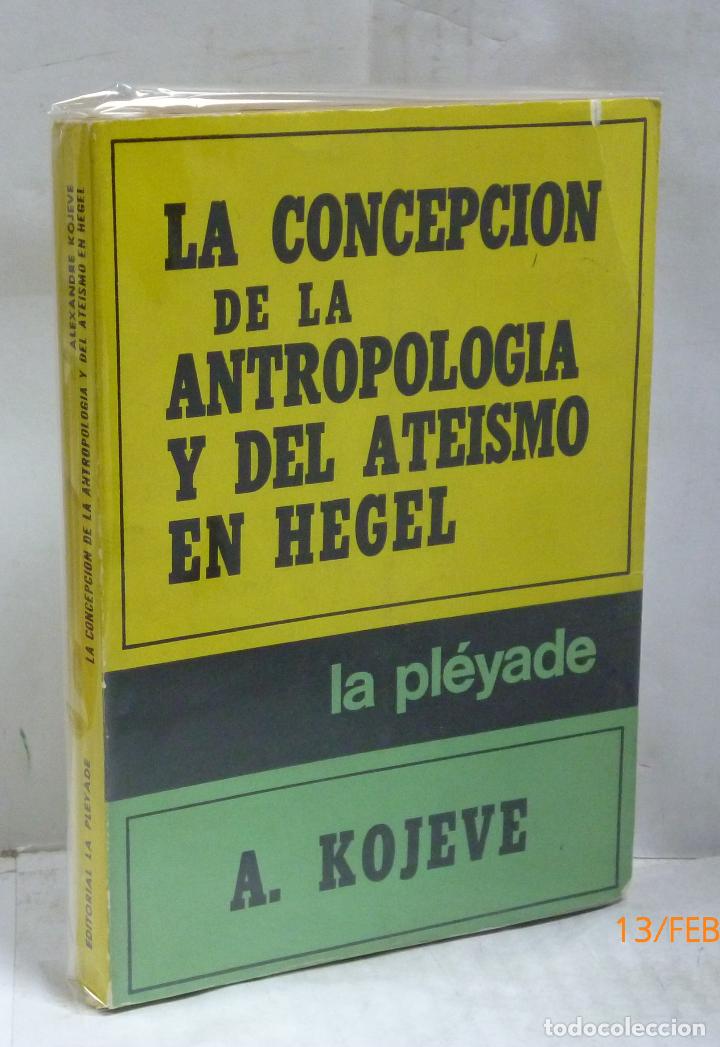 LA CONCEPCION
DE LA
ANTROPOLOGIA
Y DEL ATEISMO
EN HEGEL
la pléyade
A. KOJEVE
ALEXANDRE KOJEVE
LA CONCEPCION DE LA ANTROPOLOGIA Y DEL ATEISMO EN HEGEL
EDITORIAL LA PLEYADE
13/FEB
todocoleccion